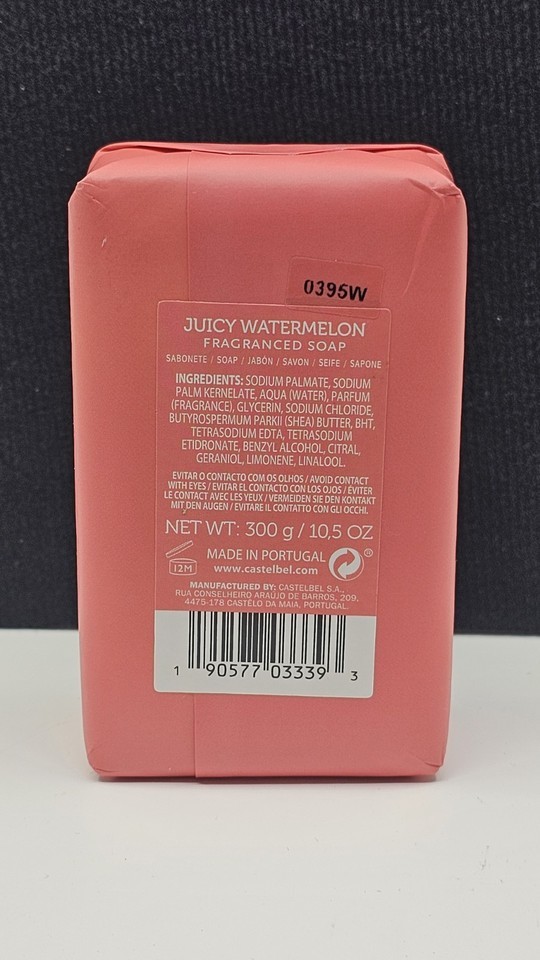 0395W
JUICY WATERMELON
FRAGRANCED SOAP
SABONETE / SOAP / JABÓN / SAVON / SEIFE / SAPONE
INGREDIENTS: SODIUM PALMATE, SODIUM
PALM KERNELATE, AQUA (WATER), PARFUM
(FRAGRANCE), GLYCERIN, SODIUM CHLORIDE,
BUTYROSPERMUM PARKII (SHEA) BUTTER, BHT,
TETRASODIUM EDTA, TETRASODIUM
ETIDRONATE, BENZYL ALCOHOL, CITRAL,
GERANIOL, LIMONENE, LINALOOL.
EVITAR O CONTACTO COM OS OLHOS / AVOID CONTACT
WITH EYES / EVITAR EL CONTACTO CON LOS OJOS / ÉVITER
LE CONTACT AVEC LES YEUX / VERMEIDEN SIE DEN KONTAKT
MIT DEN AUGEN / EVITARE IL CONTATTO CON GLI OCCHI.
NET WT: 300 g / 10,5 OZ
12M
MADE IN PORTUGAL ®
www.castelbel.com
MANUFACTURED BY: CASTELBEL S.A.,
RUA CONSELHEIRO ARAÚJO DE BARROS, 209,
4475-178 CASTÊLO DA MAIA, PORTUGAL.
1 90577 03339 3